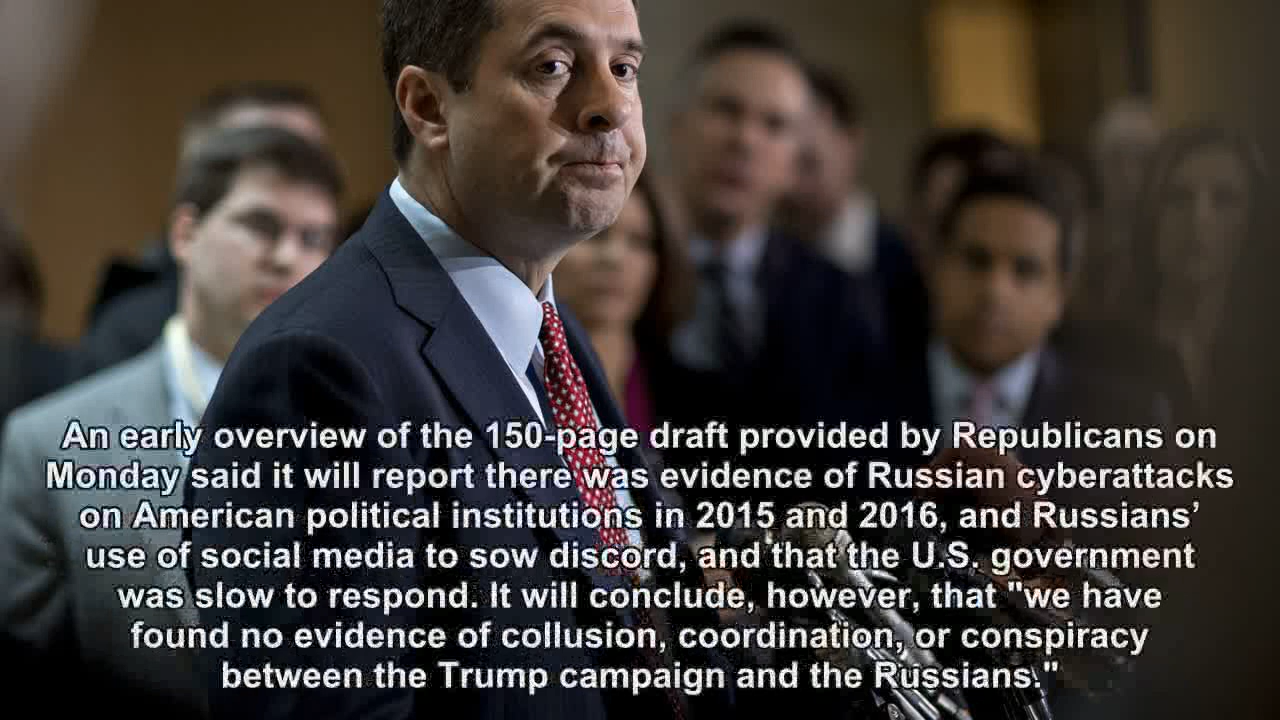 An early overview of the 150-page draft provided by Republicans on
Monday said it will report there was evidence of Russian cyberattacks
on American political institutions in 2015 and 2016, and Russians’
use of social media to sow discord, and that the U.S. government
was slow to respond. It will conclude, however, that "we have
found no evidence of collusion, coordination, or conspiracy
between the Trump campaign and the Russians."